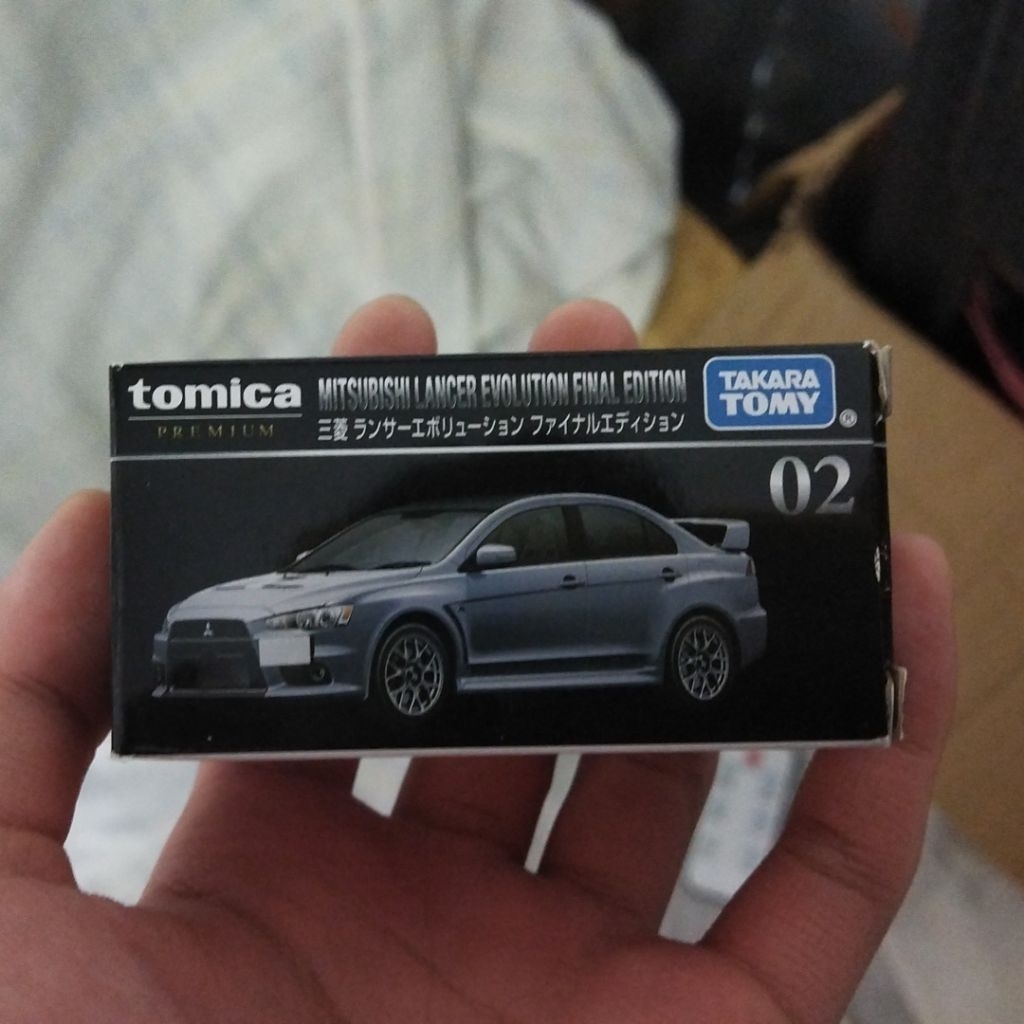 tomica
PREMIUM
MITSUBISHI LANCER EVOLUTION FINAL EDITION
三菱 ランサーエボリューション ファイナルエディション
TAKARA
TOMY
®
02